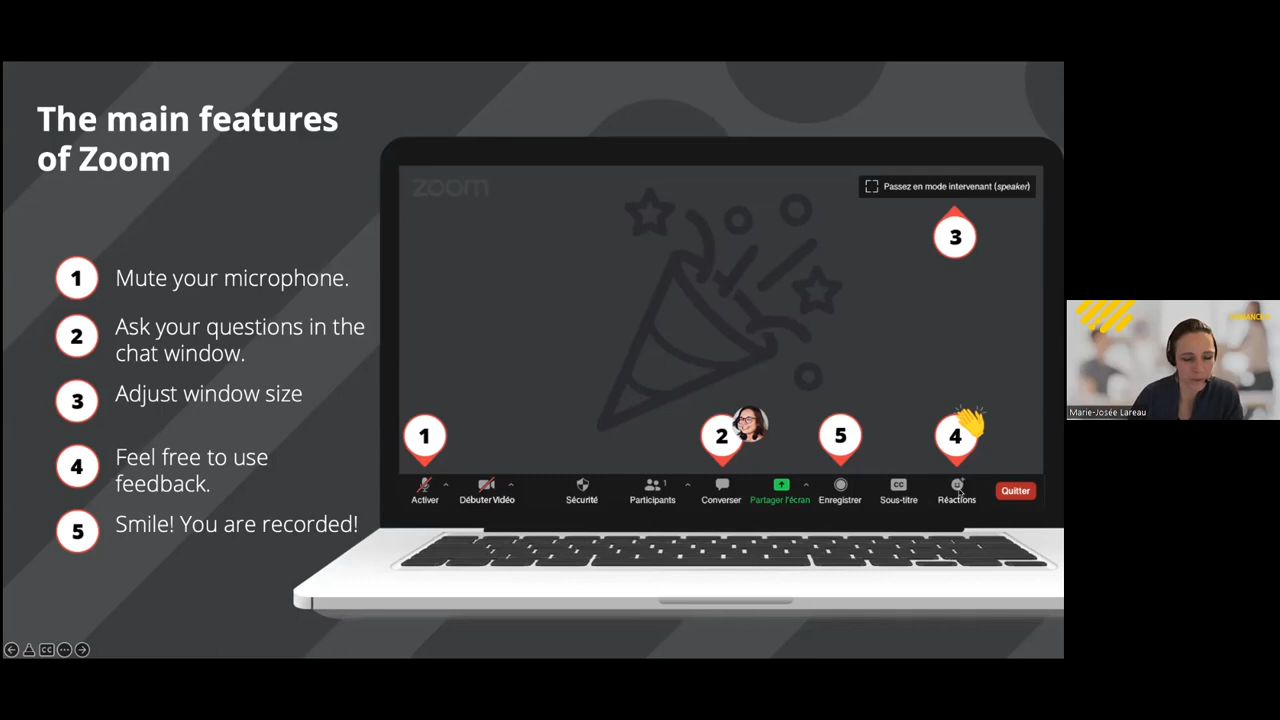 The main features
of Zoom
1 Mute your microphone.
2 Ask your questions in the
chat window.
3 Adjust window size
4 Feel free to use
feedback.
5 Smile! You are recorded!
zoom
Passez en mode intervenant (speaker)
3
1
2
5
4
Activer
Débuter Vidéo
Sécurité
Participants
1
Converser
Partager l'écran
Enregistrer
CC
Sous-titre
Réactions
Quitter
CC
Marie-Josée Lareau